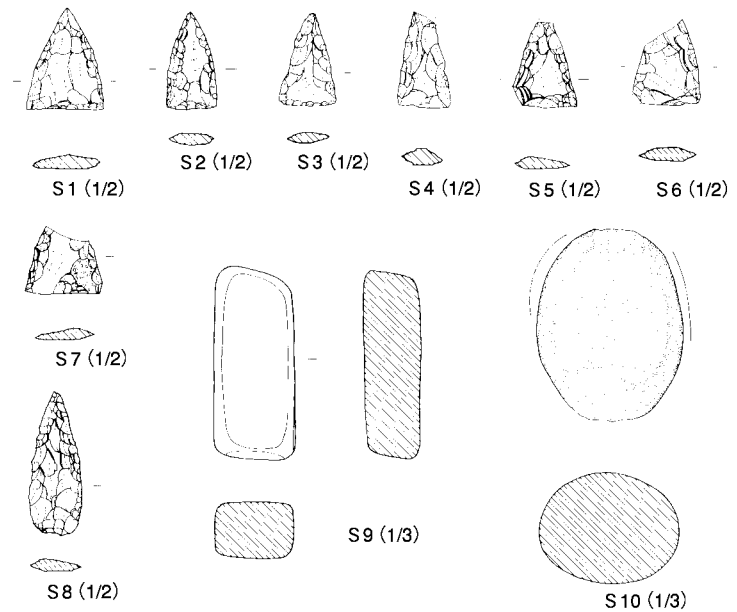 S1 (1/2)
S2 (1/2)
S3 (1/2)
S4 (1/2)
S5 (1/2)
S6 (1/2)
S7 (1/2)
S8 (1/2)
S9 (1/3)
S10 (1/3)